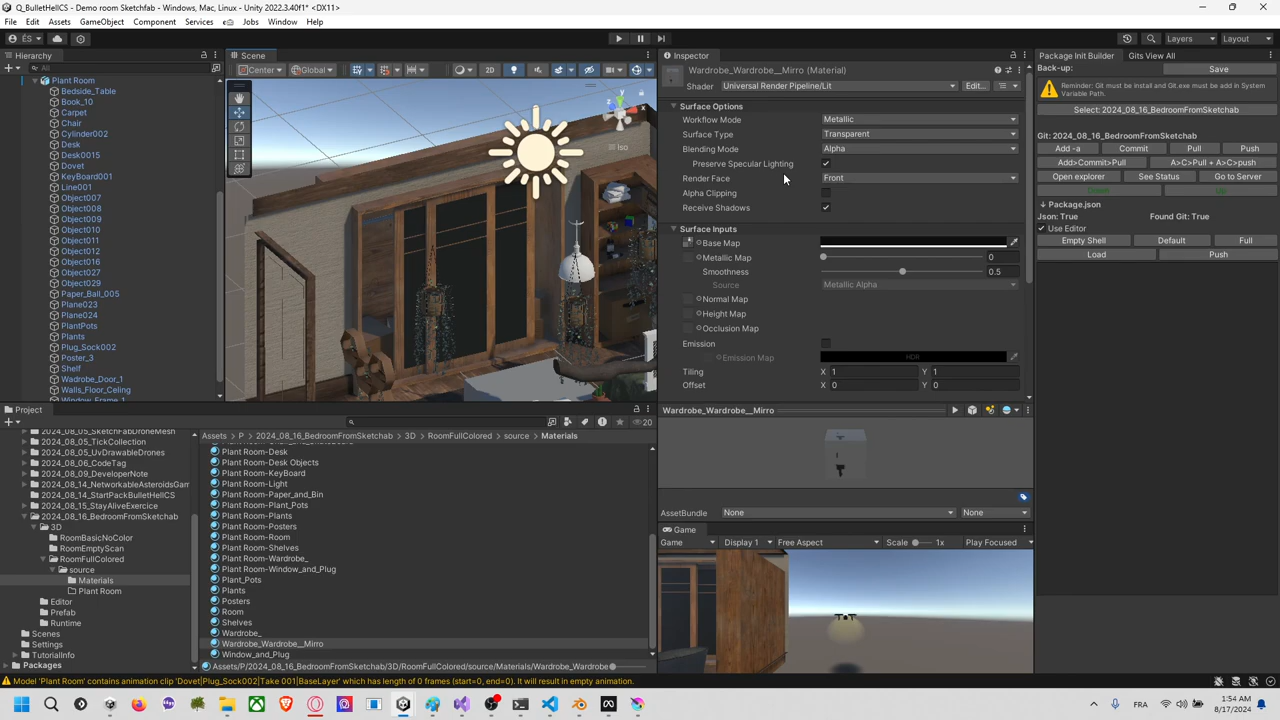 Q_BulletHellCS - Demo room Sketchfab - Windows, Mac, Linux - Unity 2022.3.40f1* <DX11>
File Edit Assets GameObject Component Services Jobs Window Help
ÉS Layers Layout
Hierarchy
All
Plant Room
Bedside_Table
Book_10
Carpet
Chair
Cylinder002
Desk
Desk0015
Dovet
KeyBoard001
Line001
Object007
Object008
Object009
Object010
Object011
Object012
Object016
Object027
Object029
Paper_Ball_005
Plane023
Plane024
PlantPots
Plants
Plug_Sock002
Poster_3
Shelf
Wadrobe_Door_1
Walls_Floor_Celing
Window_Frame_1
Scene
Center Global 2D
y
x
Iso
Inspector
Wardrobe_Wardrobe__Mirro (Material)
Shader Universal Render Pipeline/Lit Edit...
Surface Options
Workflow Mode Metallic
Surface Type Transparent
Blending Mode Alpha
Preserve Specular Lighting
Render Face Front
Alpha Clipping
Receive Shadows
Surface Inputs
Base Map
Metallic Map 0
Smoothness 0.5
Source Metallic Alpha
Normal Map
Height Map
Occlusion Map
Emission
Emission Map HDR
Tiling X 1 Y 1
Offset X 0 Y 0
Wardrobe_Wardrobe__Mirro
AssetBundle None None
Game
Game Display 1 Free Aspect Scale 1x Play Focused
Package Init Builder Gits View All
Back-up: Save
Reminder: Git must be install and Git.exe must be add in System Variable Path.
Select: 2024_08_16_BedroomFromSketchab
Git: 2024_08_16_BedroomFromSketchab
Add -a Commit Pull Push
Add>Commit>Pull A>C>Pull + A>C>push
Open explorer See Status Go to Server
Package.json
Json: True Found Git: True
Use Editor
Empty Shell Default Full
Load Push
Project
20
2024_08_05_SketchFabDroneMesh
2024_08_05_TickCollection
2024_08_05_UvDrawableDrones
2024_08_06_CodeTag
2024_08_09_DeveloperNote
2024_08_14_NetworkableAsteroidsGam
2024_08_14_StartPackBulletHellCS
2024_08_15_StayAliveExercice
2024_08_16_BedroomFromSketchab
3D
RoomBasicNoColor
RoomEmptyScan
RoomFullColored
source
Materials
Plant Room
Editor
Prefab
Runtime
Scenes
Settings
TutorialInfo
Packages
Assets > P > 2024_08_16_BedroomFromSketchab > 3D > RoomFullColored > source > Materials
Plant Room-Desk
Plant Room-Desk Objects
Plant Room-KeyBoard
Plant Room-Light
Plant Room-Paper_and_Bin
Plant Room-Plant_Pots
Plant Room-Plants
Plant Room-Posters
Plant Room-Room
Plant Room-Shelves
Plant Room-Wardrobe_
Plant Room-Window_and_Plug
Plant_Pots
Plants
Posters
Room
Shelves
Wardrobe_
Wardrobe_Wardrobe__Mirro
Window_and_Plug
Assets/P/2024_08_16_BedroomFromSketchab/3D/RoomFullColored/source/Materials/Wardrobe_Wardrobe
Model 'Plant Room' contains animation clip 'Dovet|Plug_Sock002|Take 001|BaseLayer' which has length of 0 frames (start=0, end=0). It will result in empty animation.
FRA
1:54 AM
8/17/2024